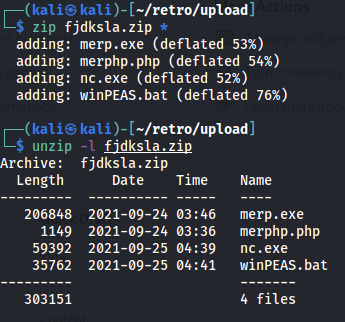 ┌──(kali㉿kali)-[~/retro/upload]
└─$ zip fjdksla.zip *
  adding: merp.exe (deflated 53%)
  adding: merphp.php (deflated 54%)
  adding: nc.exe (deflated 52%)
  adding: winPEAS.bat (deflated 76%)
┌──(kali㉿kali)-[~/retro/upload]
└─$ unzip -l fjdksla.zip
Archive:  fjdksla.zip
  Length      Date    Time    Name
---------  ---------- -----   ----
   206848  2021-09-24 03:46   merp.exe
     1149  2021-09-24 03:36   merphp.php
    59392  2021-09-25 04:39   nc.exe
    35762  2021-09-25 04:41   winPEAS.bat
---------                     -------
   303151                     4 files